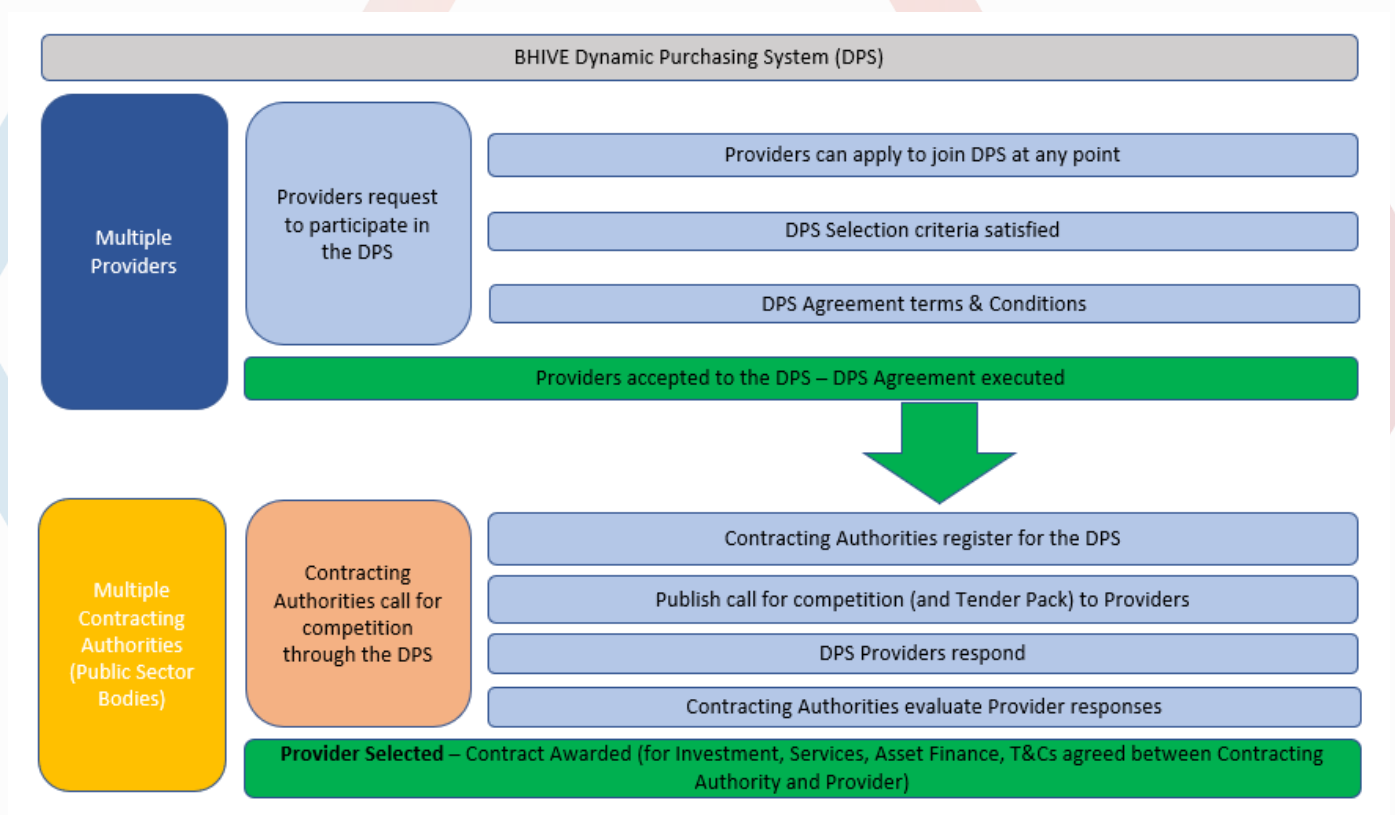 BHIVE Dynamic Purchasing System (DPS)
Multiple
Providers
Providers request
to participate in
the DPS
Providers can apply to join DPS at any point
DPS Selection criteria satisfied
DPS Agreement terms & Conditions
Providers accepted to the DPS – DPS Agreement executed
Multiple
Contracting
Authorities
(Public Sector
Bodies)
Contracting
Authorities call for
competition
through the DPS
Contracting Authorities register for the DPS
Publish call for competition (and Tender Pack) to Providers
DPS Providers respond
Contracting Authorities evaluate Provider responses
Provider Selected – Contract Awarded (for Investment, Services, Asset Finance, T&Cs agreed between Contracting
Authority and Provider)